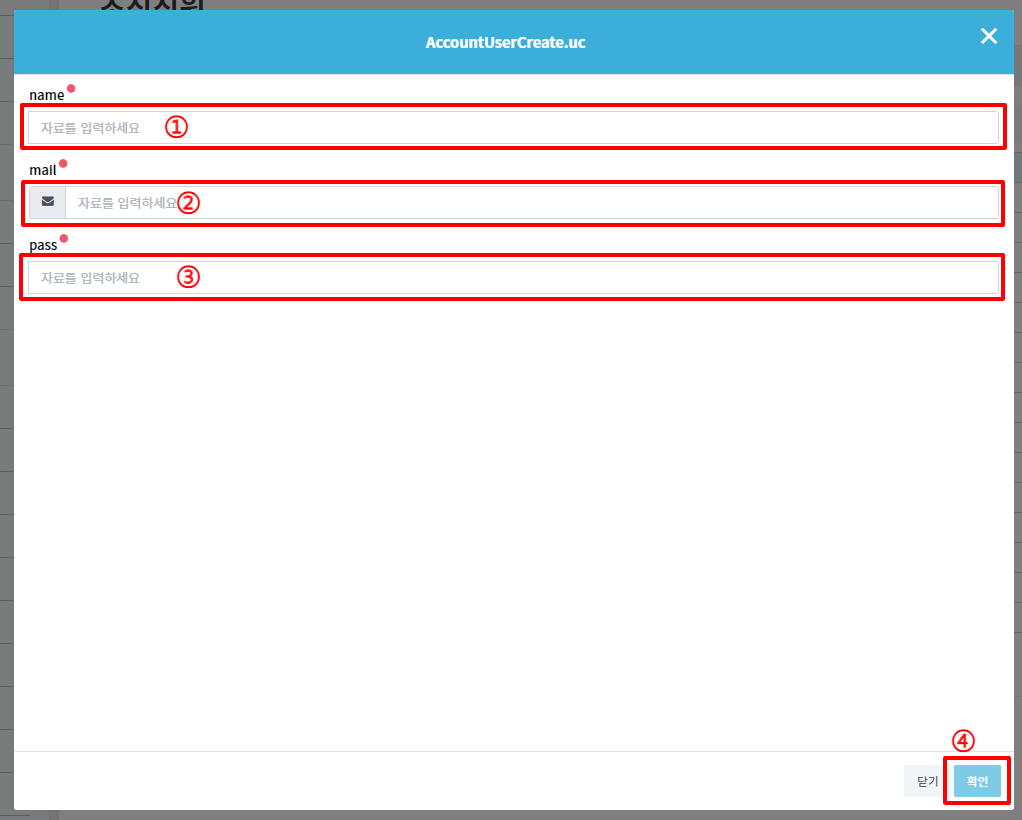 AccountUserCreate.uc
name
자료를 입력하세요 ①
mail
자료를 입력하세요 ②
pass
자료를 입력하세요 ③
④
닫기 확인